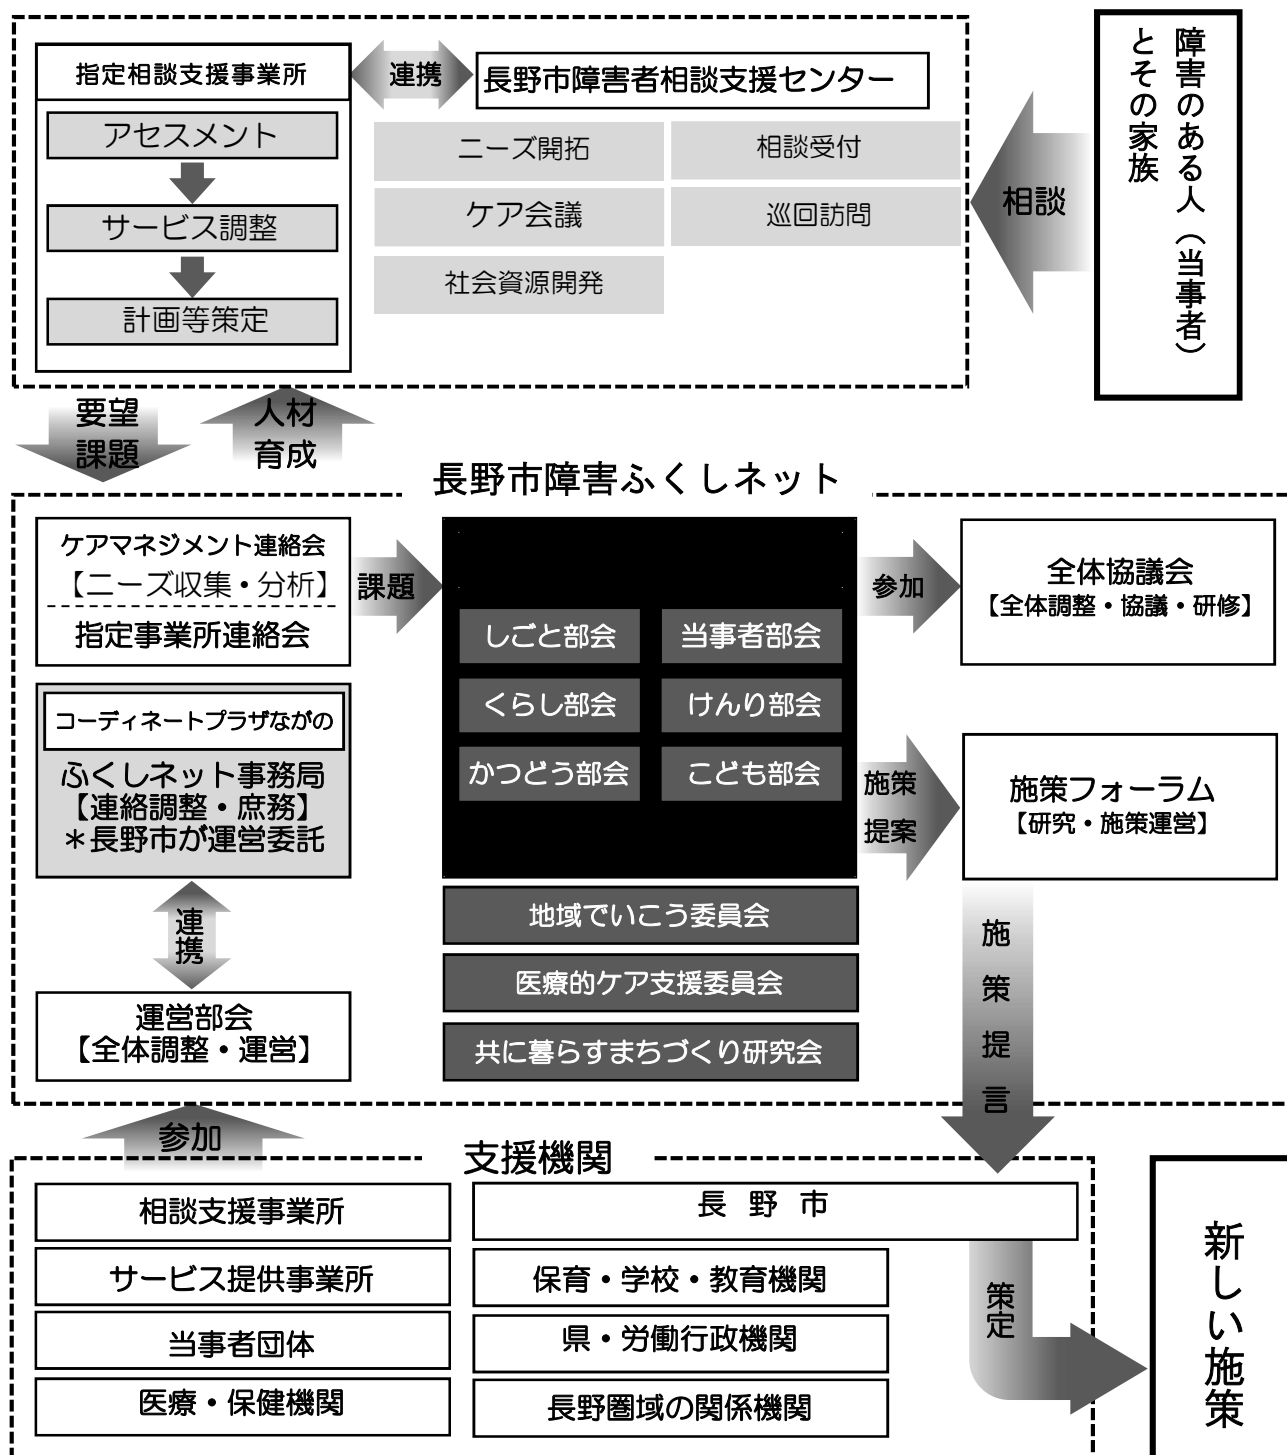 指定相談支援事業所
連携
長野市障害者相談支援センター
アセスメント
サービス調整
計画等策定
ニーズ開拓
相談受付
ケア会議
巡回訪問
社会資源開発
相談
障害のある人（当事者）
とその家族
要望
課題
人材
育成
長野市障害ふくしネット
ケアマネジメント連絡会
【ニーズ収集・分析】
指定事業所連絡会
課題
しごと部会
当事者部会
くらし部会
けんり部会
かつどう部会
こども部会
参加
全体協議会
【全体調整・協議・研修】
コーディネートプラザながの
ふくしネット事務局
【連絡調整・庶務】
＊長野市が運営委託
施策
提案
施策フォーラム
【研究・施策運営】
連携
地域でいこう委員会
医療的ケア支援委員会
共に暮らすまちづくり研究会
運営部会
【全体調整・運営】
施策提言
参加
支援機関
相談支援事業所
サービス提供事業所
当事者団体
医療・保健機関
長 野 市
保育・学校・教育機関
県・労働行政機関
長野圏域の関係機関
策定
新しい施策